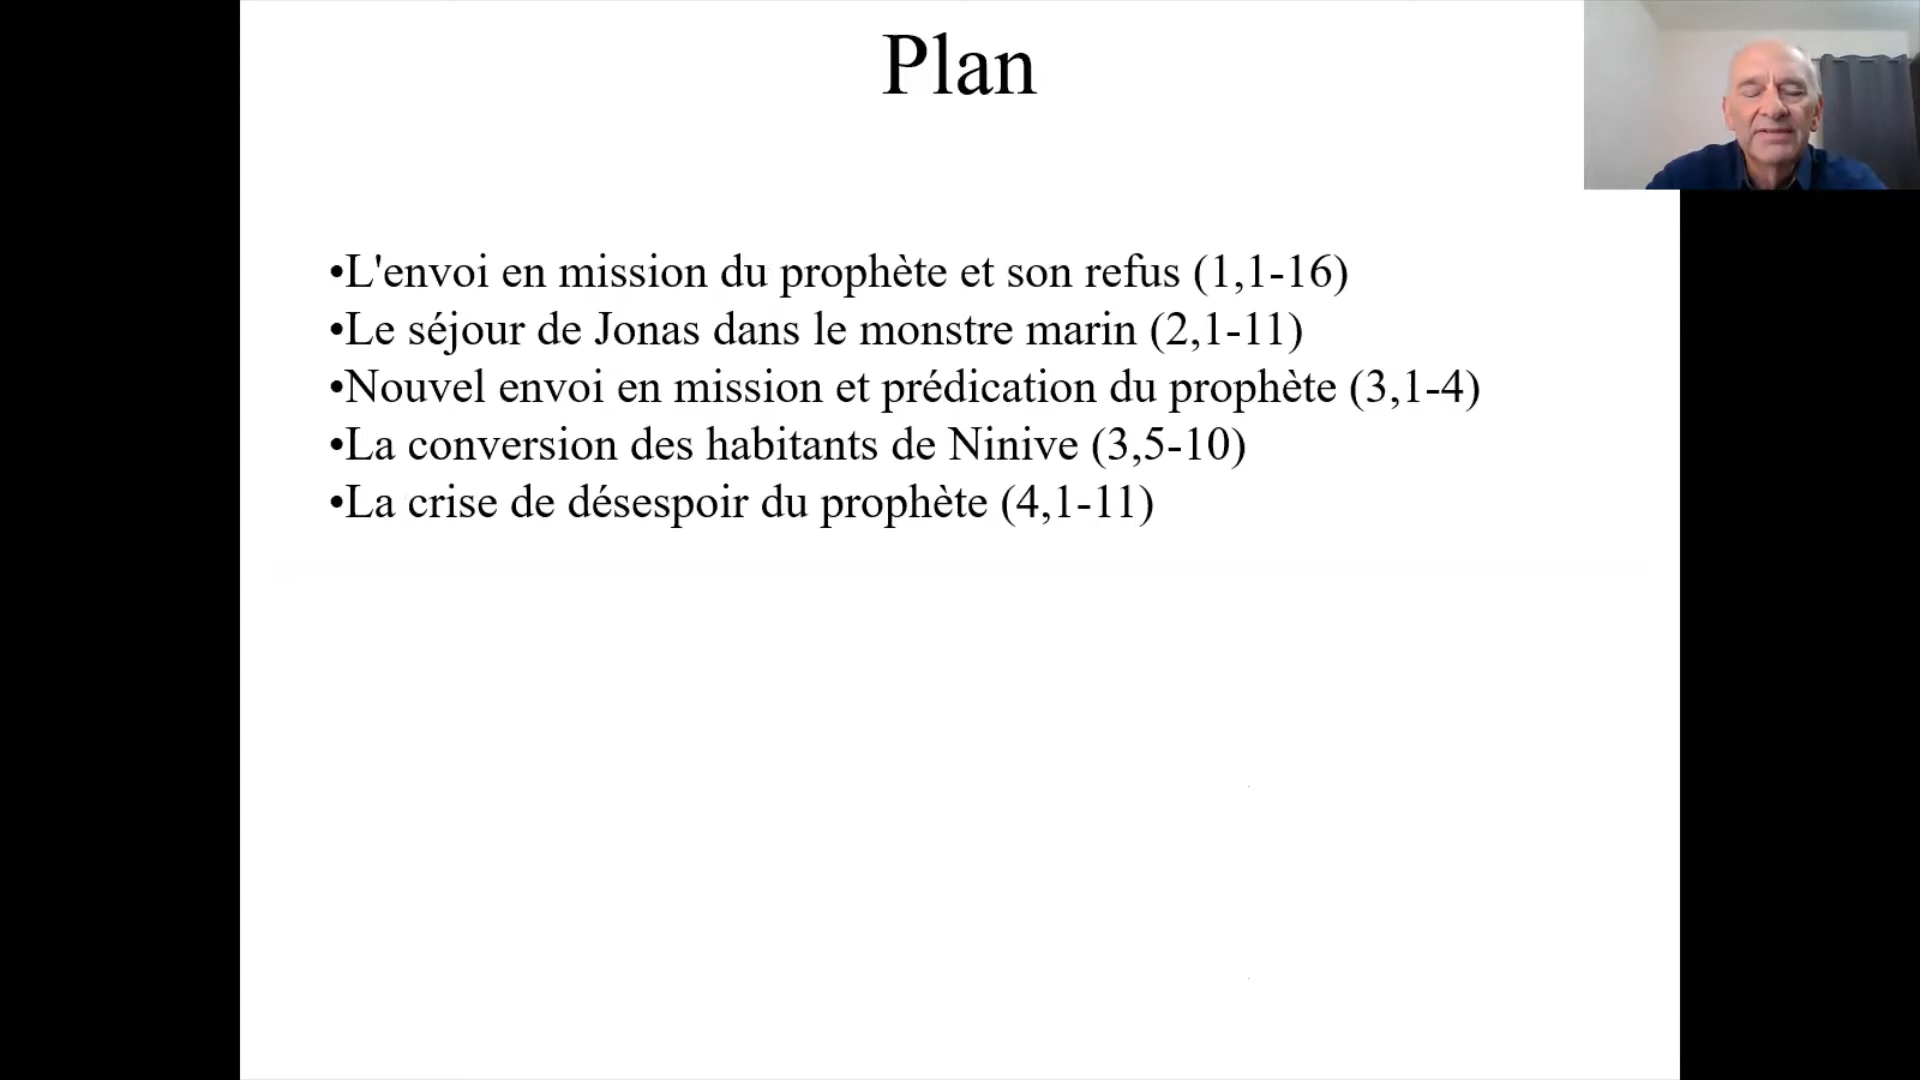 Plan
•L'envoi en mission du prophète et son refus (1,1-16)
•Le séjour de Jonas dans le monstre marin (2,1-11)
•Nouvel envoi en mission et prédication du prophète (3,1-4)
•La conversion des habitants de Ninive (3,5-10)
•La crise de désespoir du prophète (4,1-11)